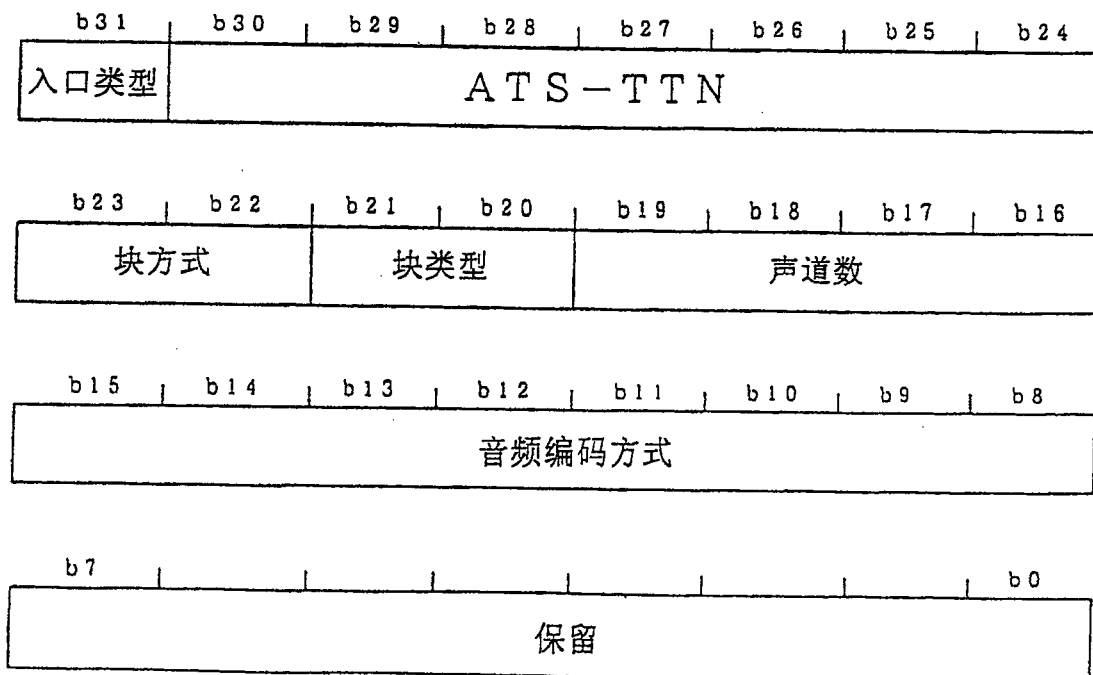 b31 b30 b29 b28 b27 b26 b25 b24
入口类型 ATS-TTN
b23 b22 b21 b20 b19 b18 b17 b16
块方式 块类型 声道数
b15 b14 b13 b12 b11 b10 b9 b8
音频编码方式
b7 b0
保留